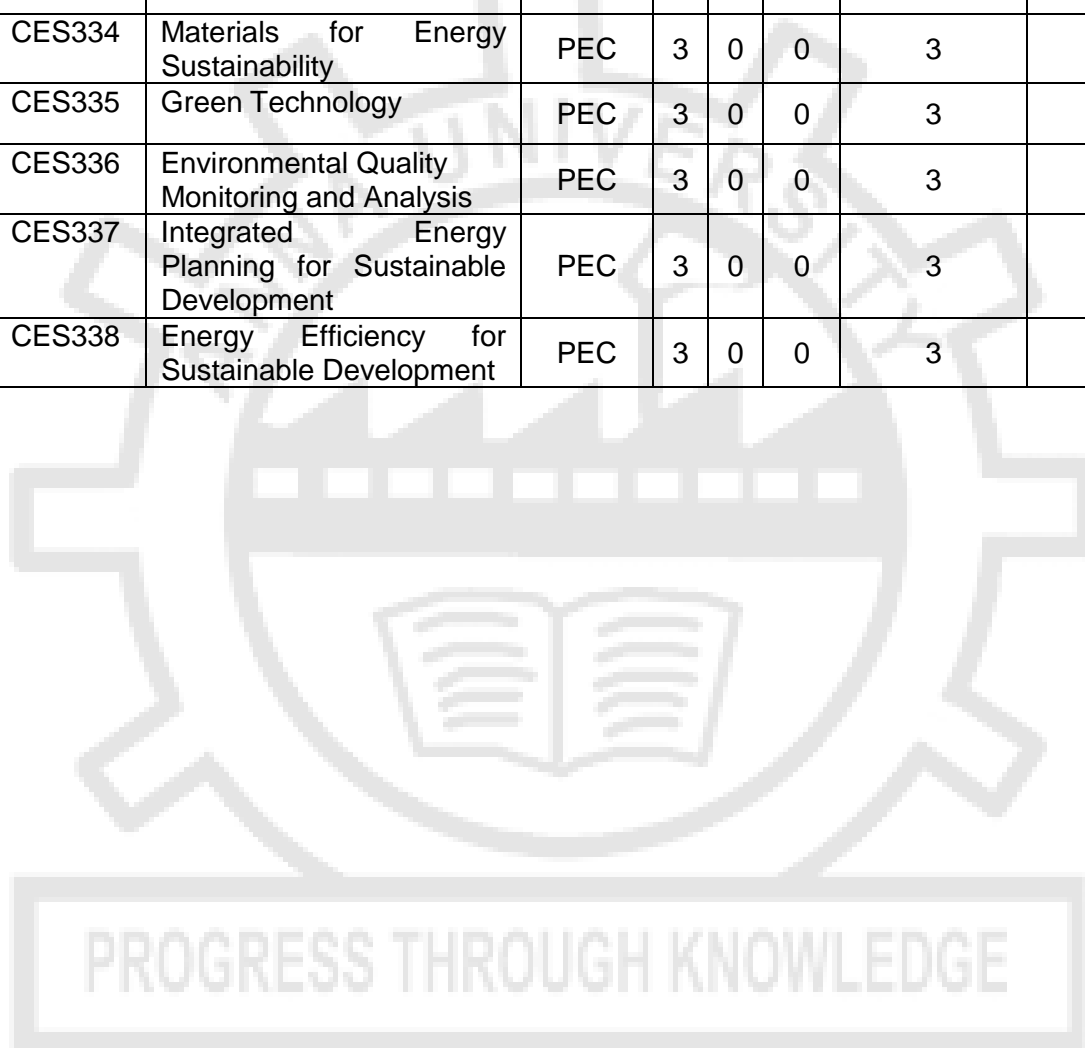 CES334 Materials for Energy Sustainability PEC 3 0 0 3
CES335 Green Technology PEC 3 0 0 3
CES336 Environmental Quality Monitoring and Analysis PEC 3 0 0 3
CES337 Integrated Energy Planning for Sustainable Development PEC 3 0 0 3
CES338 Energy Efficiency for Sustainable Development PEC 3 0 0 3
ANNA UNIVERSITY
PROGRESS THROUGH KNOWLEDGE